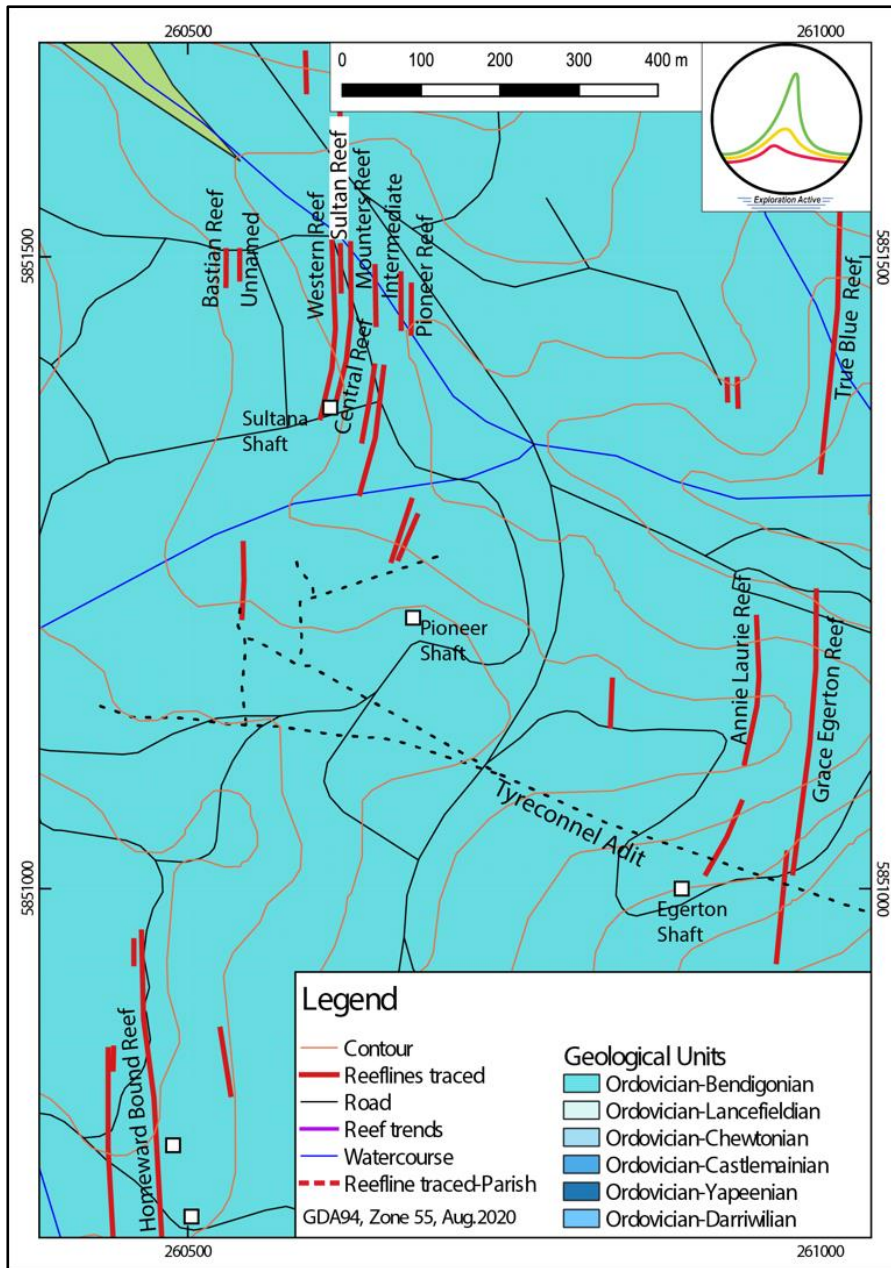 260500
261000
0 100 200 300 400 m
Exploration Active
5851500
5851500
Bastian Reef
Unnamed
Western Reef
Sultan Reef
Mounters Reef
Intermediate
Pioneer Reef
Central Reef
True Blue Reef
Sultana
Shaft
Pioneer
Shaft
Annie Laurie Reef
Grace Egerton Reef
Tyreconnel Adit
Egerton
Shaft
5851000
5851000
Homeward Bound Reef
Legend
Contour
Reeflines traced
Road
Reef trends
Watercourse
Reefline traced-Parish
GDA94, Zone 55, Aug.2020
Geological Units
Ordovician-Bendigonian
Ordovician-Lancefieldian
Ordovician-Chewtonian
Ordovician-Castlemainian
Ordovician-Yapeenian
Ordovician-Darriwilian
260500
261000